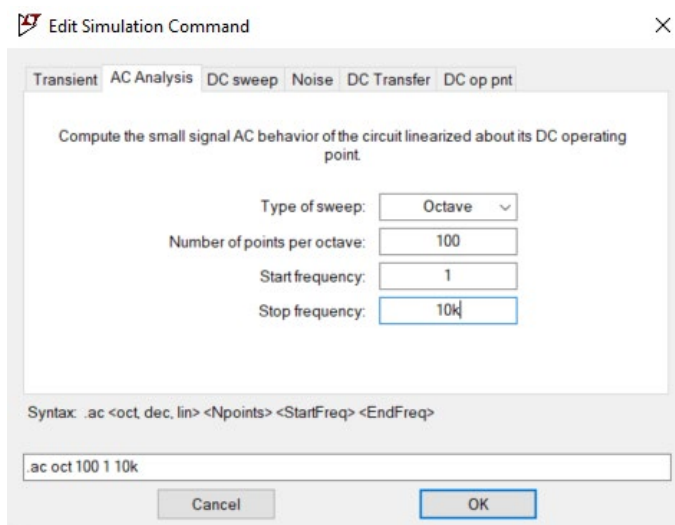 Edit Simulation Command
Transient AC Analysis DC sweep Noise DC Transfer DC op pnt
Compute the small signal AC behavior of the circuit linearized about its DC operating
point.
Type of sweep: Octave
Number of points per octave: 100
Start frequency: 1
Stop frequency: 10k
Syntax: .ac <oct, dec, lin> <Npoints> <StartFreq> <EndFreq>
.ac oct 100 1 10k
Cancel OK